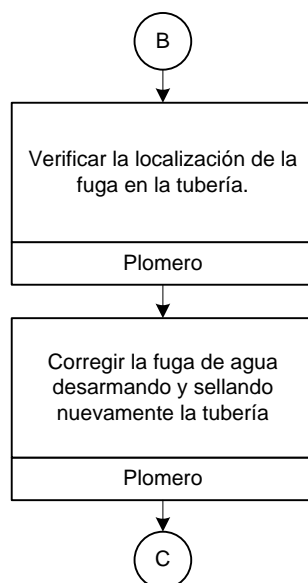 B
Verificar la localización de la
fuga en la tubería.
Plomero
Corregir la fuga de agua
desarmando y sellando
nuevamente la tubería
Plomero
C